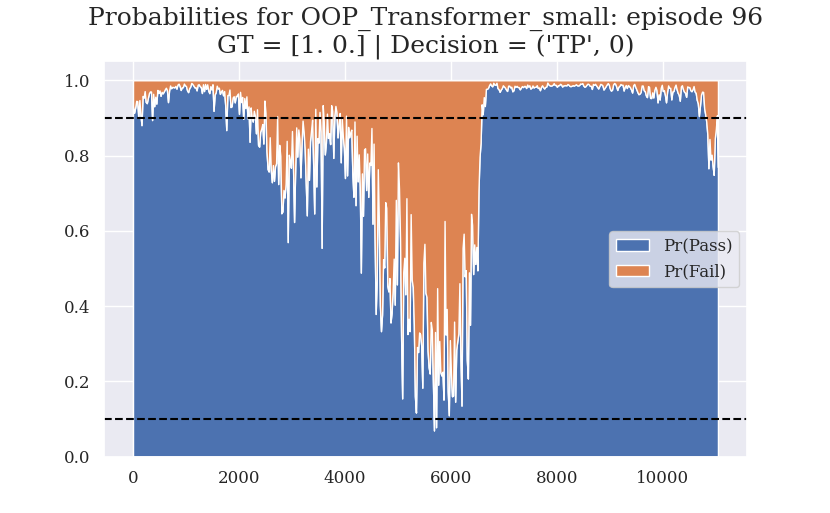 Probabilities for OOP_Transformer_small: episode 96
GT = [1. 0.] | Decision = ('TP', 0)
1.0
0.8
0.6
0.4
0.2
0.0
Pr(Pass)
Pr(Fail)
0 2000 4000 6000 8000 10000